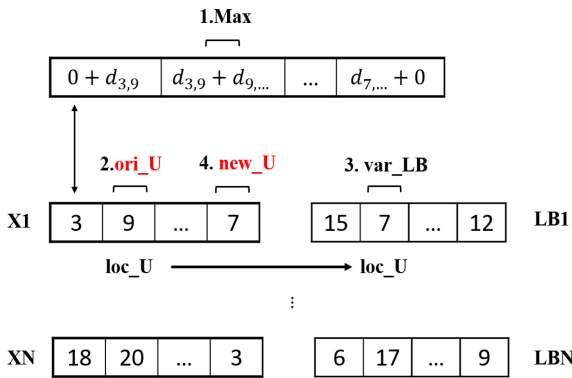 1.Max
0 + d3,9 d3,9 + d9,... ... d7,... + 0
2.ori_U 4. new_U 3. var_LB
X1 3 9 ... 7 15 7 ... 12 LB1
loc_U loc_U
⋮
XN 18 20 ... 3 6 17 ... 9 LBN